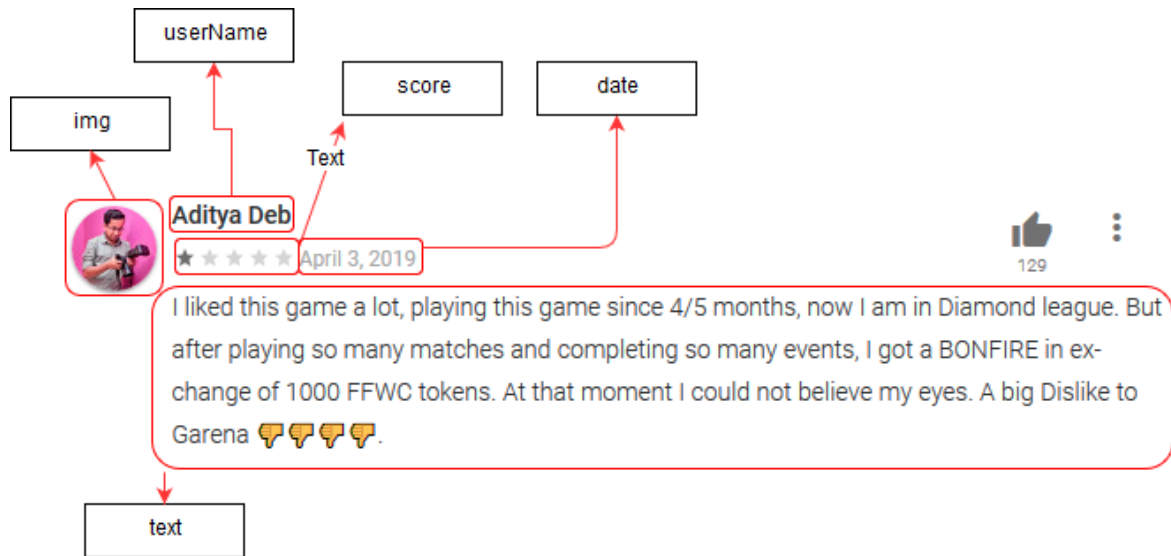 userName
score
date
img
Text
Aditya Deb
April 3, 2019
129
I liked this game a lot, playing this game since 4/5 months, now I am in Diamond league. But
after playing so many matches and completing so many events, I got a BONFIRE in ex-
change of 1000 FFWC tokens. At that moment I could not believe my eyes. A big Dislike to
Garena 👎👎👎👎.
text